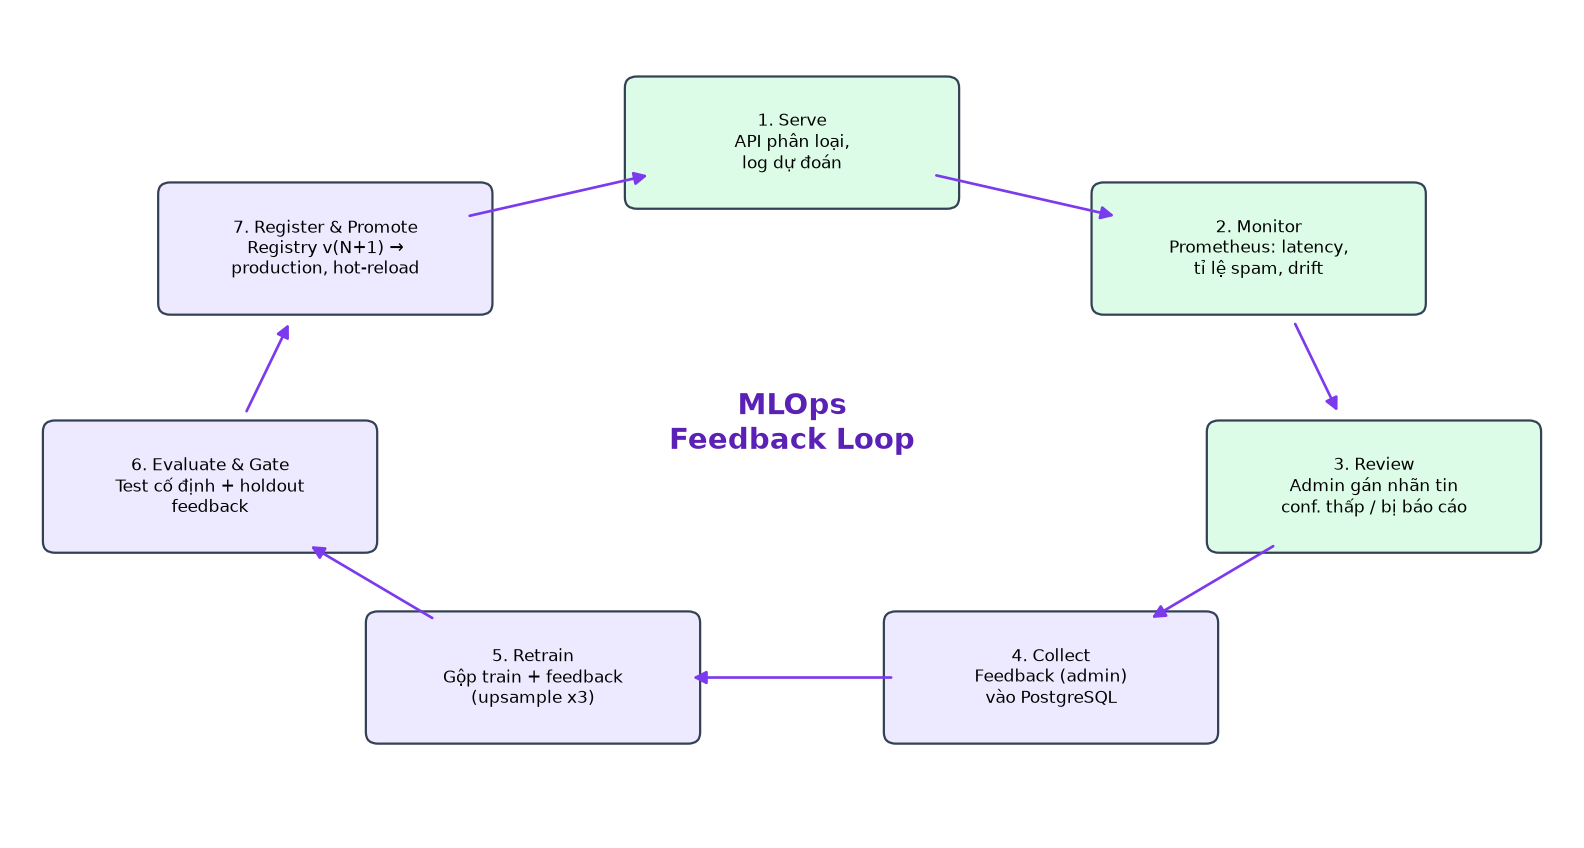 1. Serve
API phân loại,
log dự đoán
2. Monitor
Prometheus: latency,
tỉ lệ spam, drift
3. Review
Admin gán nhãn tin
conf. thấp / bị báo cáo
4. Collect
Feedback (admin)
vào PostgreSQL
5. Retrain
Gộp train + feedback
(upsample x3)
6. Evaluate & Gate
Test cố định + holdout
feedback
7. Register & Promote
Registry v(N+1) →
production, hot-reload
MLOps
Feedback Loop